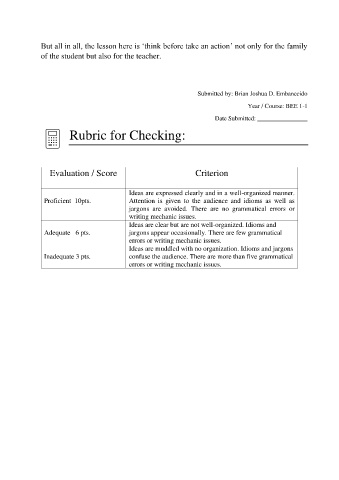 But all in all, the lesson here is ‘think before take an action’ not only for the family
of the student but also for the teacher.
Submitted by: Brian Joshua D. Embancedo
Year / Course: BEE 1-1
Date Submitted:
Rubric for Checking:
Evaluation / Score Criterion
Proficient 10pts. Ideas are expressed clearly and in a well-organized manner.
Attention is given to the audience and idioms as well as
jargons are avoided. There are no grammatical errors or
writing mechanic issues.
Adequate 6 pts. Ideas are clear but are not well-organized. Idioms and
jargons appear occasionally. There are few grammatical
errors or writing mechanic issues.
Inadequate 3 pts. Ideas are muddled with no organization. Idioms and jargons
confuse the audience. There are more than five grammatical
errors or writing mechanic issues.